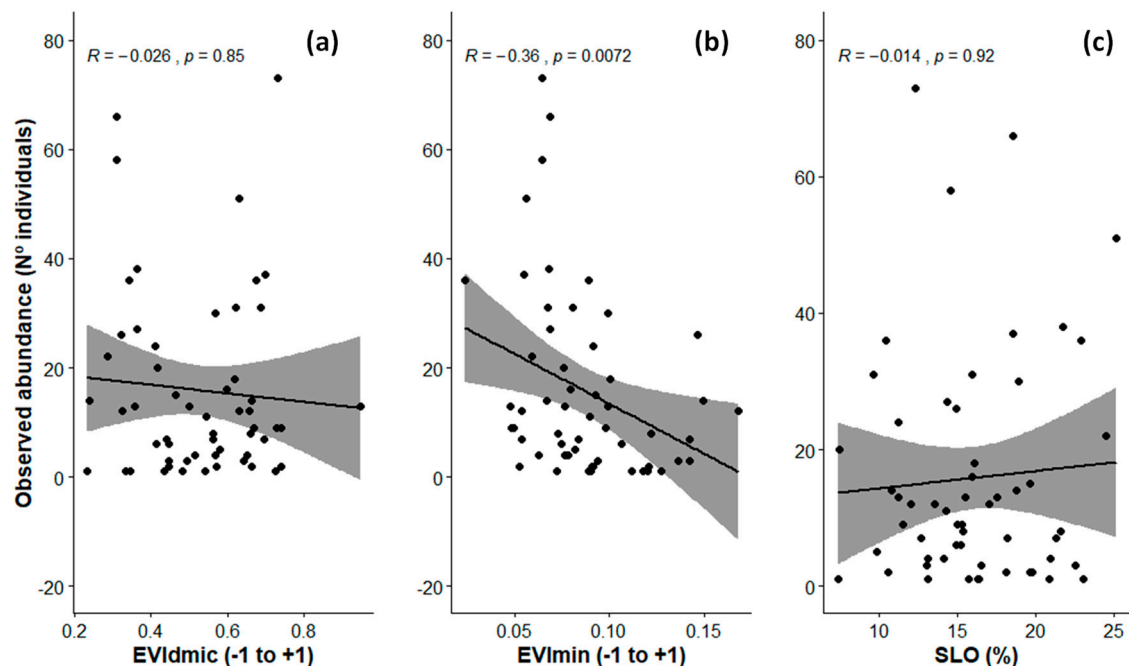 Observed abundance (Nº individuals)
(a)
R = −0.026 , p = 0.85
80
60
40
20
0
-20
0.2 0.4 0.6 0.8
EVIdmic (-1 to +1)
(b)
R = −0.36 , p = 0.0072
80
60
40
20
0
-20
0.05 0.10 0.15
EVImin (-1 to +1)
(c)
R = −0.014 , p = 0.92
80
60
40
20
0
10 15 20 25
SLO (%)